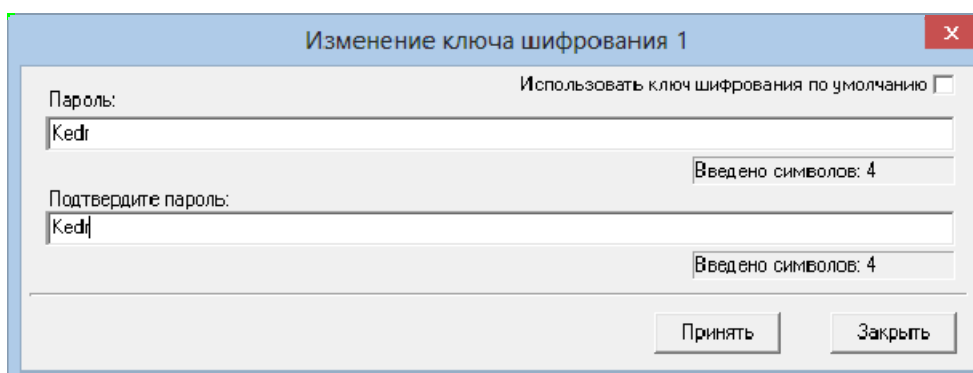 Изменение ключа шифрования 1
x
Использовать ключ шифрования по умолчанию
Пароль:
Kedr
Введено символов: 4
Подтвердите пароль:
Kedr
Введено символов: 4
Принять Закрыть